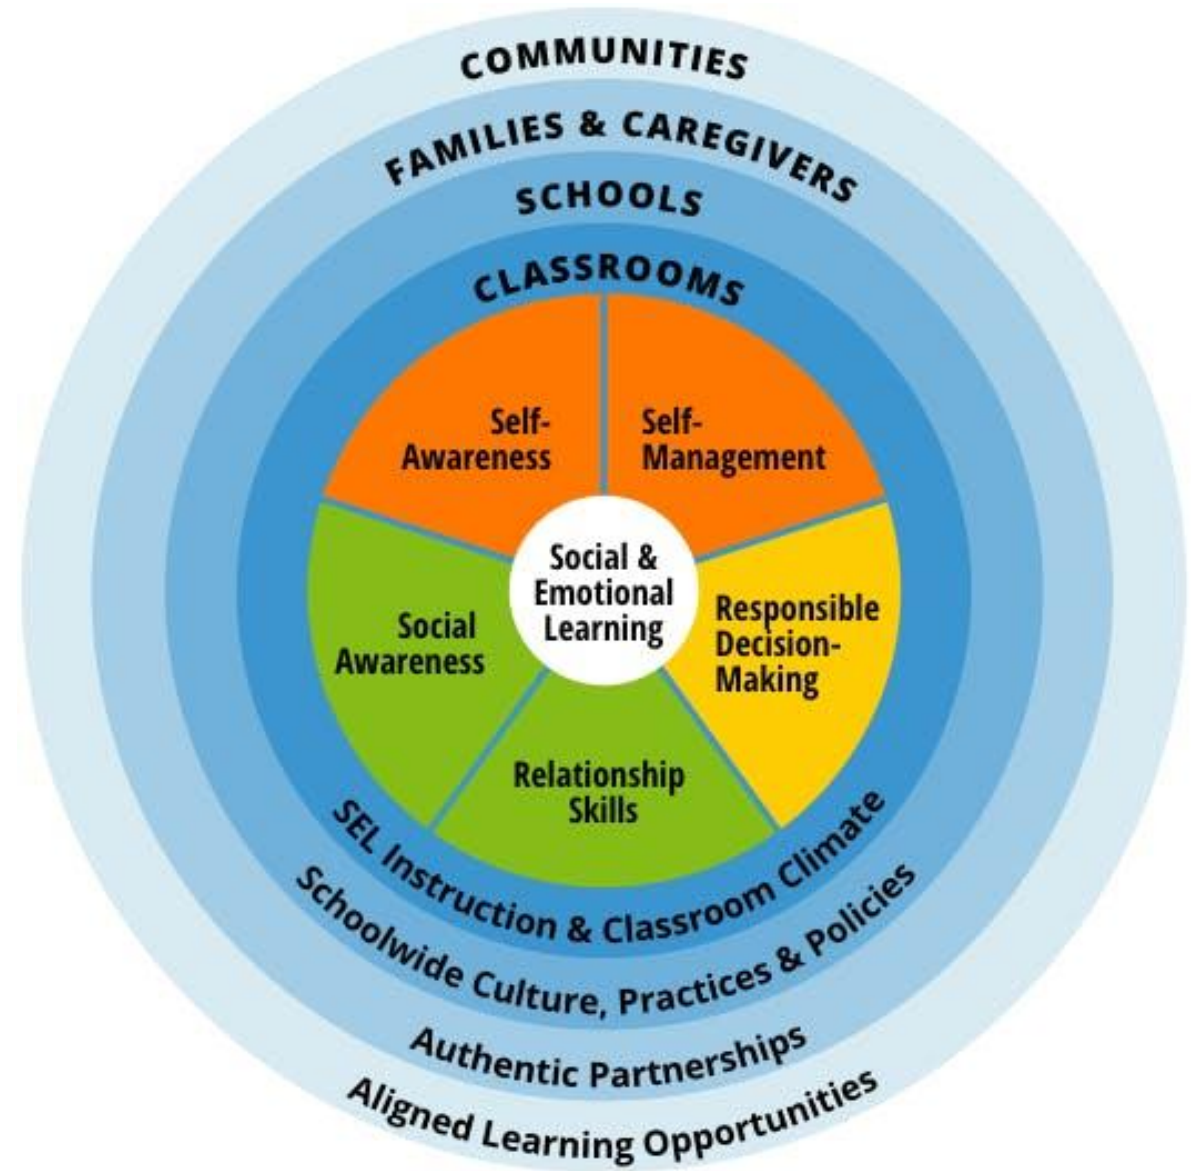 COMMUNITIES
FAMILIES & CAREGIVERS
SCHOOLS
CLASSROOMS
Self-
Awareness
Self-
Management
Social &
Emotional
Learning
Social
Awareness
Responsible
Decision-
Making
Relationship
Skills
SEL Instruction & Classroom Climate
Schoolwide Culture, Practices & Policies
Authentic Partnerships
Aligned Learning Opportunities